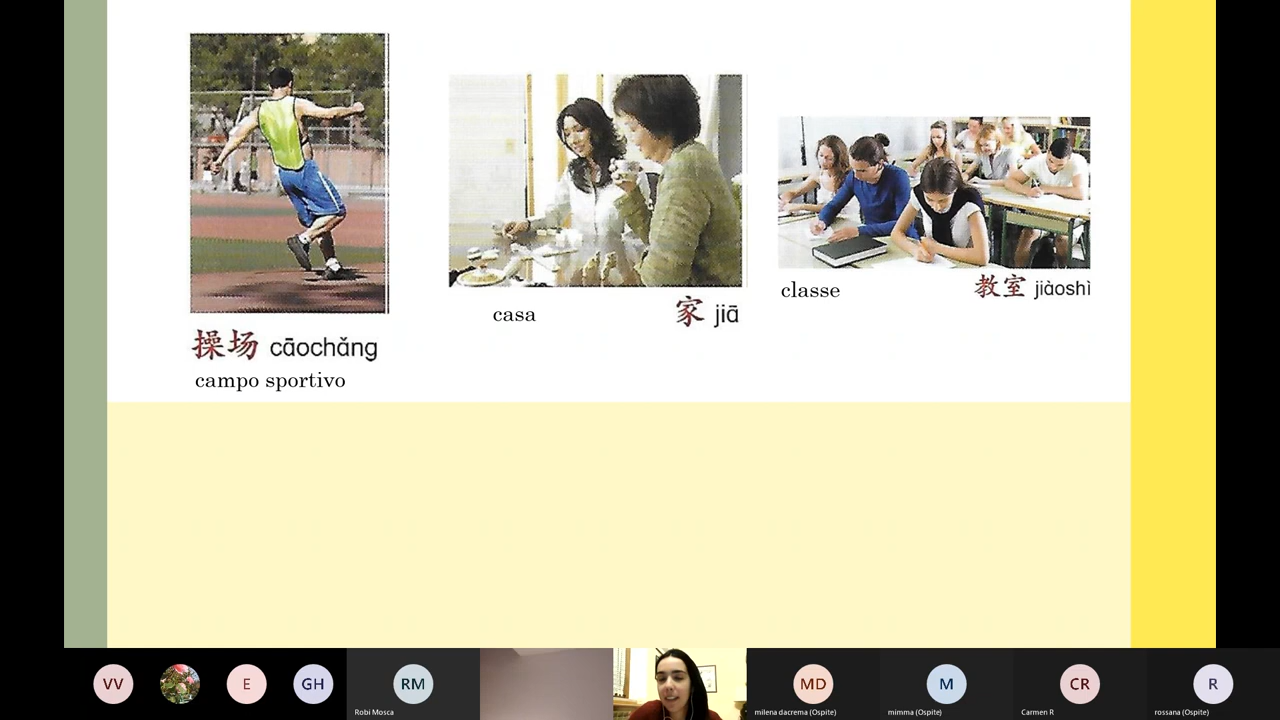 操场 cāochǎng
campo sportivo
casa
家 jiā
classe
教室 jiàoshì
VV
E
GH
RM
Robi Mosca
MD
milena dacrema (Ospite)
M
mimma (Ospite)
CR
Carmen R
R
rossana (Ospite)